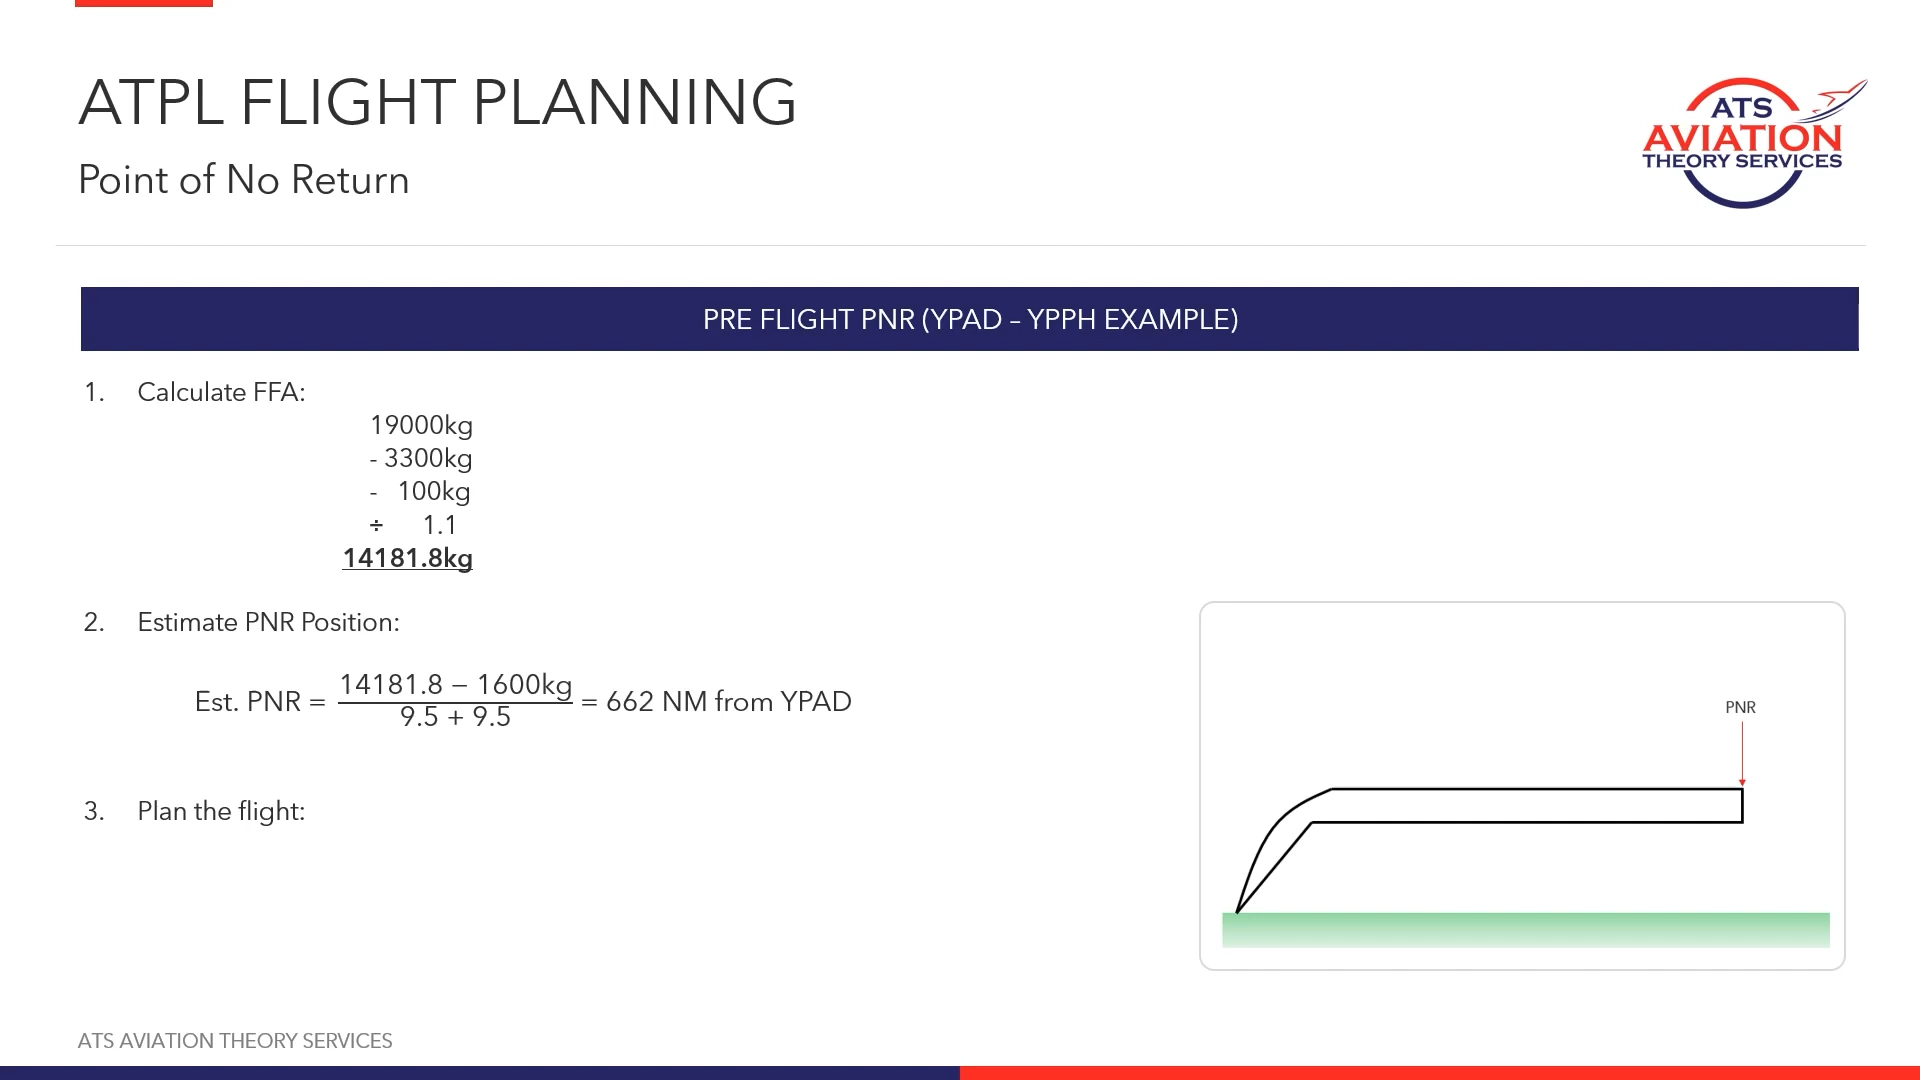 ATPL FLIGHT PLANNING
Point of No Return
ATS
AVIATION
THEORY SERVICES
PRE FLIGHT PNR (YPAD – YPPH EXAMPLE)
1. Calculate FFA:
19000kg
- 3300kg
- 100kg
÷ 1.1
14181.8kg
2. Estimate PNR Position:
Est. PNR = 14181.8 − 1600kg / 9.5 + 9.5 = 662 NM from YPAD
PNR
3. Plan the flight:
ATS AVIATION THEORY SERVICES